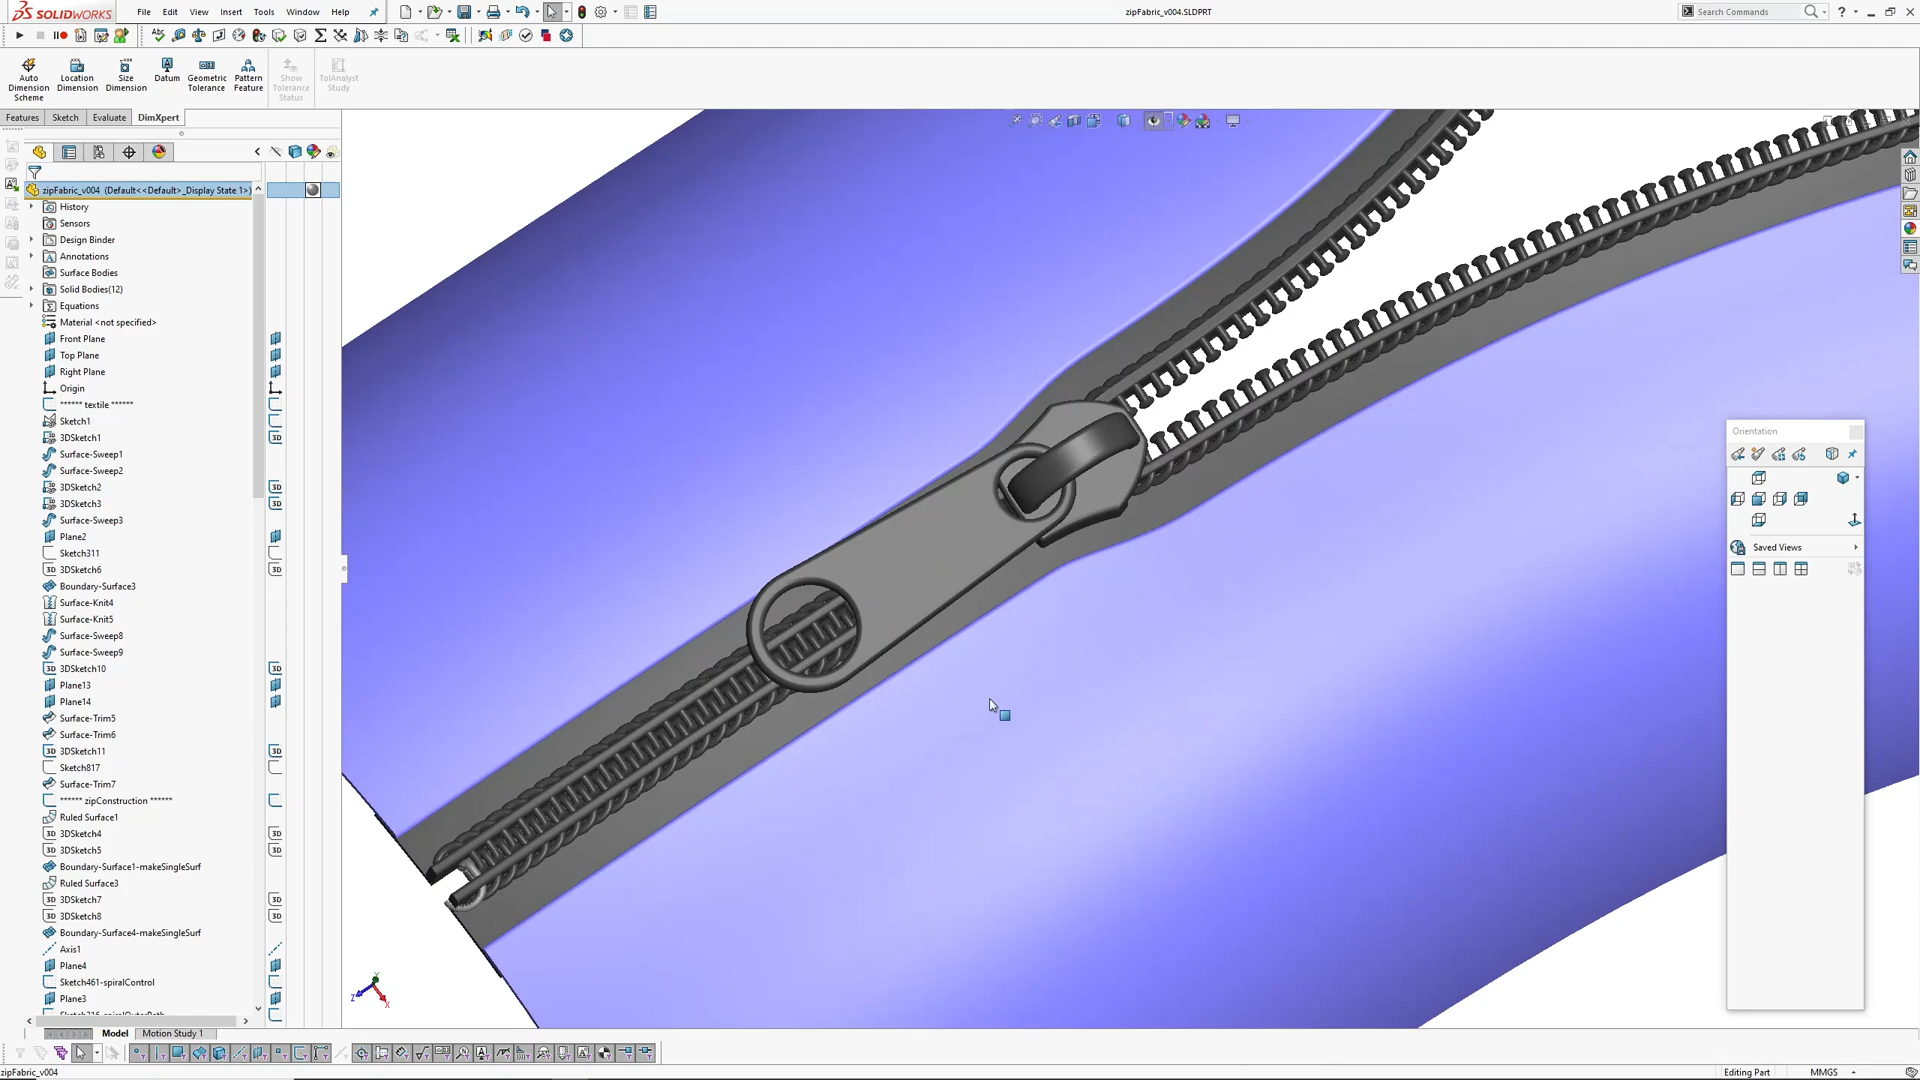 SOLIDWORKS
File Edit View Insert Tools Window Help
zipFabric_v004.SLDPRT
Search Commands
Auto Dimension Scheme
Location Dimension
Size Dimension
Datum
Geometric Tolerance
Pattern Feature
Show Tolerance Status
TolAnalyst Study
Features Sketch Evaluate DimXpert
zipFabric_v004 (Default<<Default>_Display State 1>)
History
Sensors
Design Binder
Annotations
Surface Bodies
Solid Bodies(12)
Equations
Material <not specified>
Front Plane
Top Plane
Right Plane
Origin
****** textile ******
Sketch1
3DSketch1
Surface-Sweep1
Surface-Sweep2
3DSketch2
3DSketch3
Surface-Sweep3
Plane2
Sketch311
3DSketch6
Boundary-Surface3
Surface-Knit4
Surface-Knit5
Surface-Sweep8
Surface-Sweep9
3DSketch10
Plane13
Plane14
Surface-Trim5
Surface-Trim6
3DSketch11
Sketch817
Surface-Trim7
****** zipConstruction ******
Ruled Surface1
3DSketch4
3DSketch5
Boundary-Surface1-makeSingleSurf
Ruled Surface3
3DSketch7
3DSketch8
Boundary-Surface4-makeSingleSurf
Axis1
Plane4
Sketch461-spiralControl
Plane3
Orientation
Saved Views
Model Motion Study 1
zipFabric_v004
Editing Part
MMGS